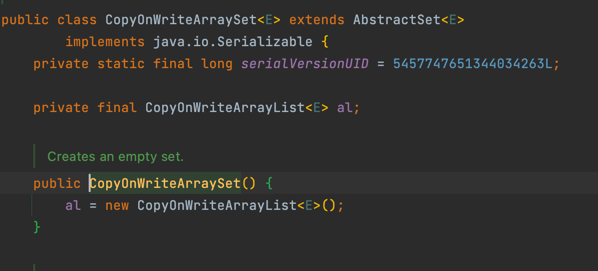 public class CopyOnWriteArraySet<E> extends AbstractSet<E>
        implements java.io.Serializable {
    private static final long serialVersionUID = 5457747651344034263L;
    private final CopyOnWriteArrayList<E> al;
    Creates an empty set.
    public CopyOnWriteArraySet() {
        al = new CopyOnWriteArrayList<E>();
    }